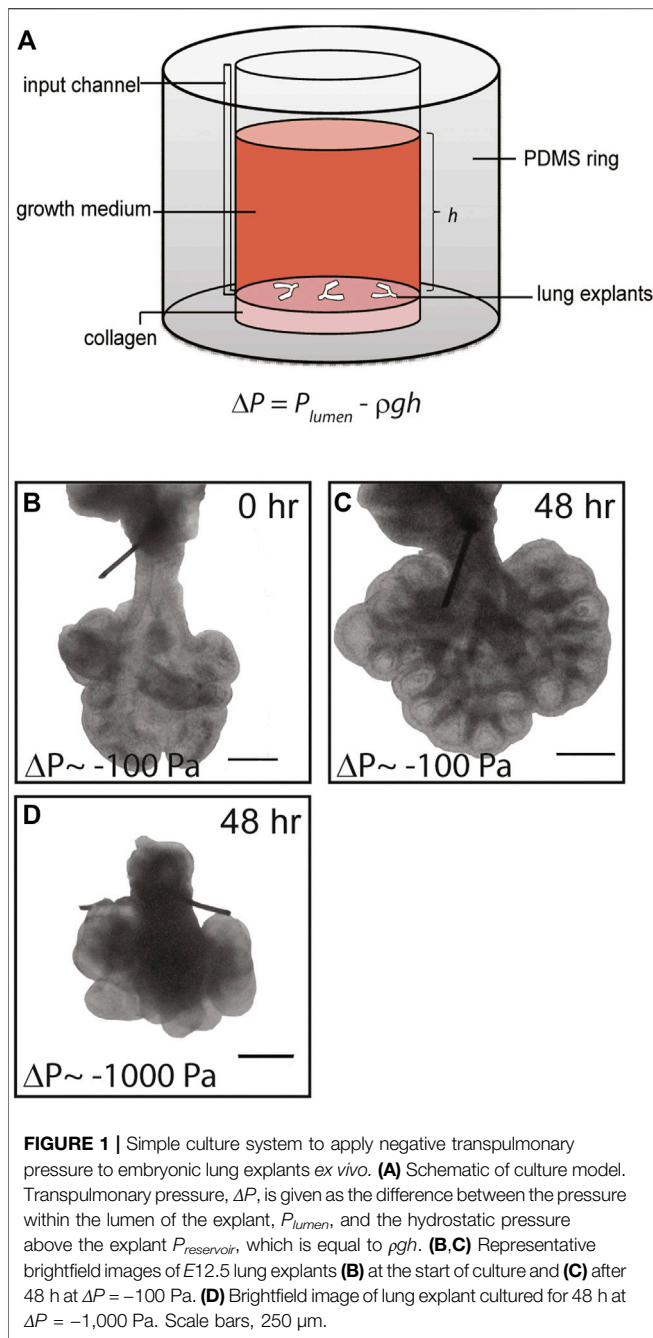 A
input channel
growth medium
h
PDMS ring
lung explants
collagen
ΔP = P_lumen - ρgh
B
0 hr
ΔP~ -100 Pa
C
48 hr
ΔP~ -100 Pa
D
48 hr
ΔP~ -1000 Pa
FIGURE 1 | Simple culture system to apply negative transpulmonary
pressure to embryonic lung explants ex vivo. (A) Schematic of culture model.
Transpulmonary pressure, ΔP, is given as the difference between the pressure
within the lumen of the explant, P_lumen, and the hydrostatic pressure
above the explant P_reservoir, which is equal to ρgh. (B,C) Representative
brightfield images of E12.5 lung explants (B) at the start of culture and (C) after
48 h at ΔP = −100 Pa. (D) Brightfield image of lung explant cultured for 48 h at
ΔP = −1,000 Pa. Scale bars, 250 μm.